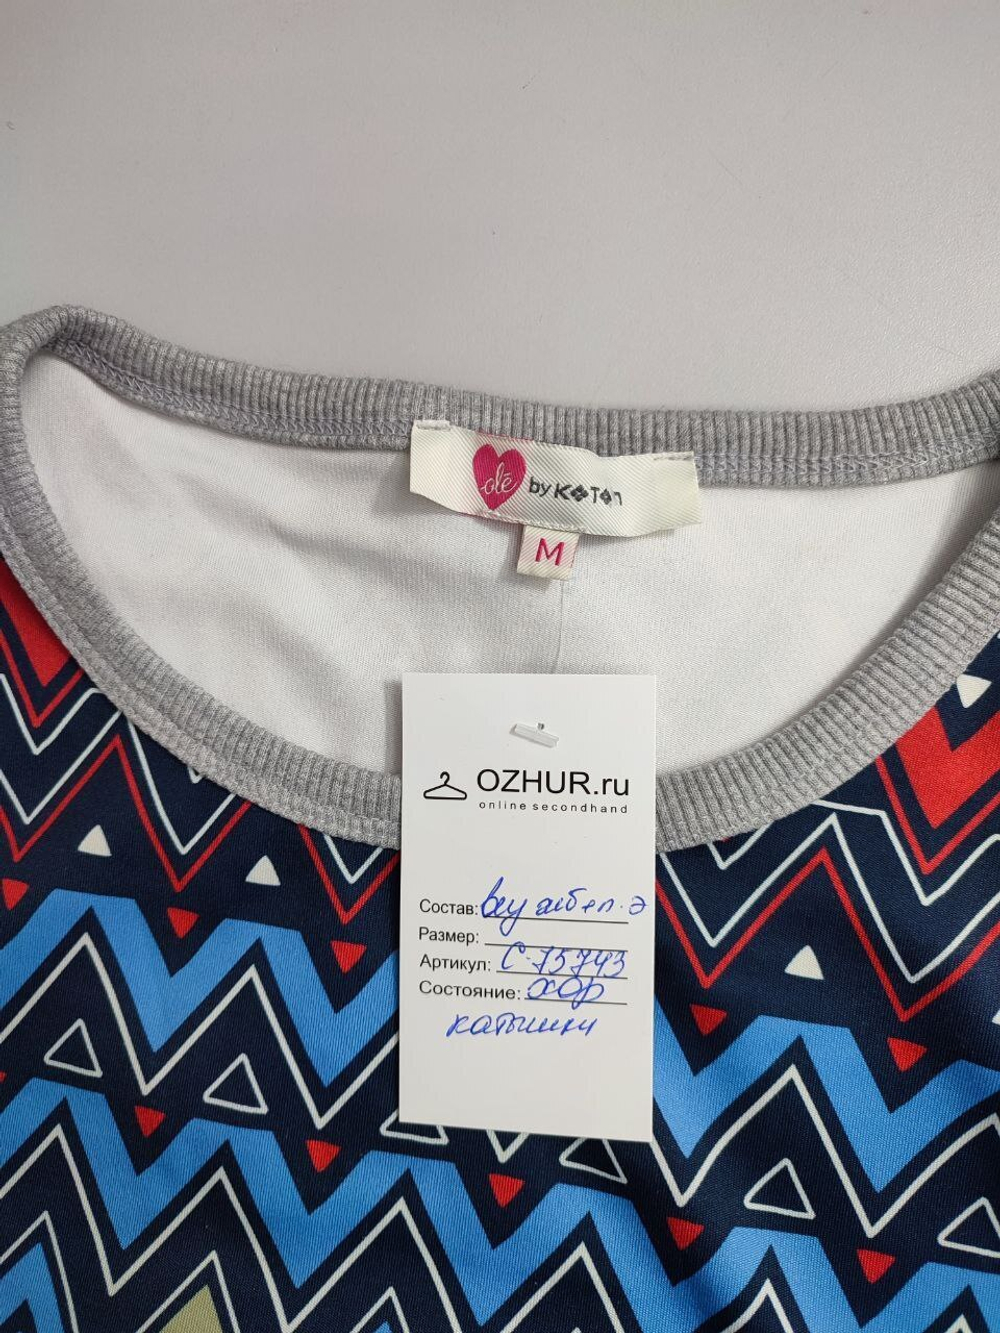 olé by KOTON
M
OZHUR.ru
online secondhand
Состав:
Размер:
Артикул: С-75743
Состояние: хор
катышки